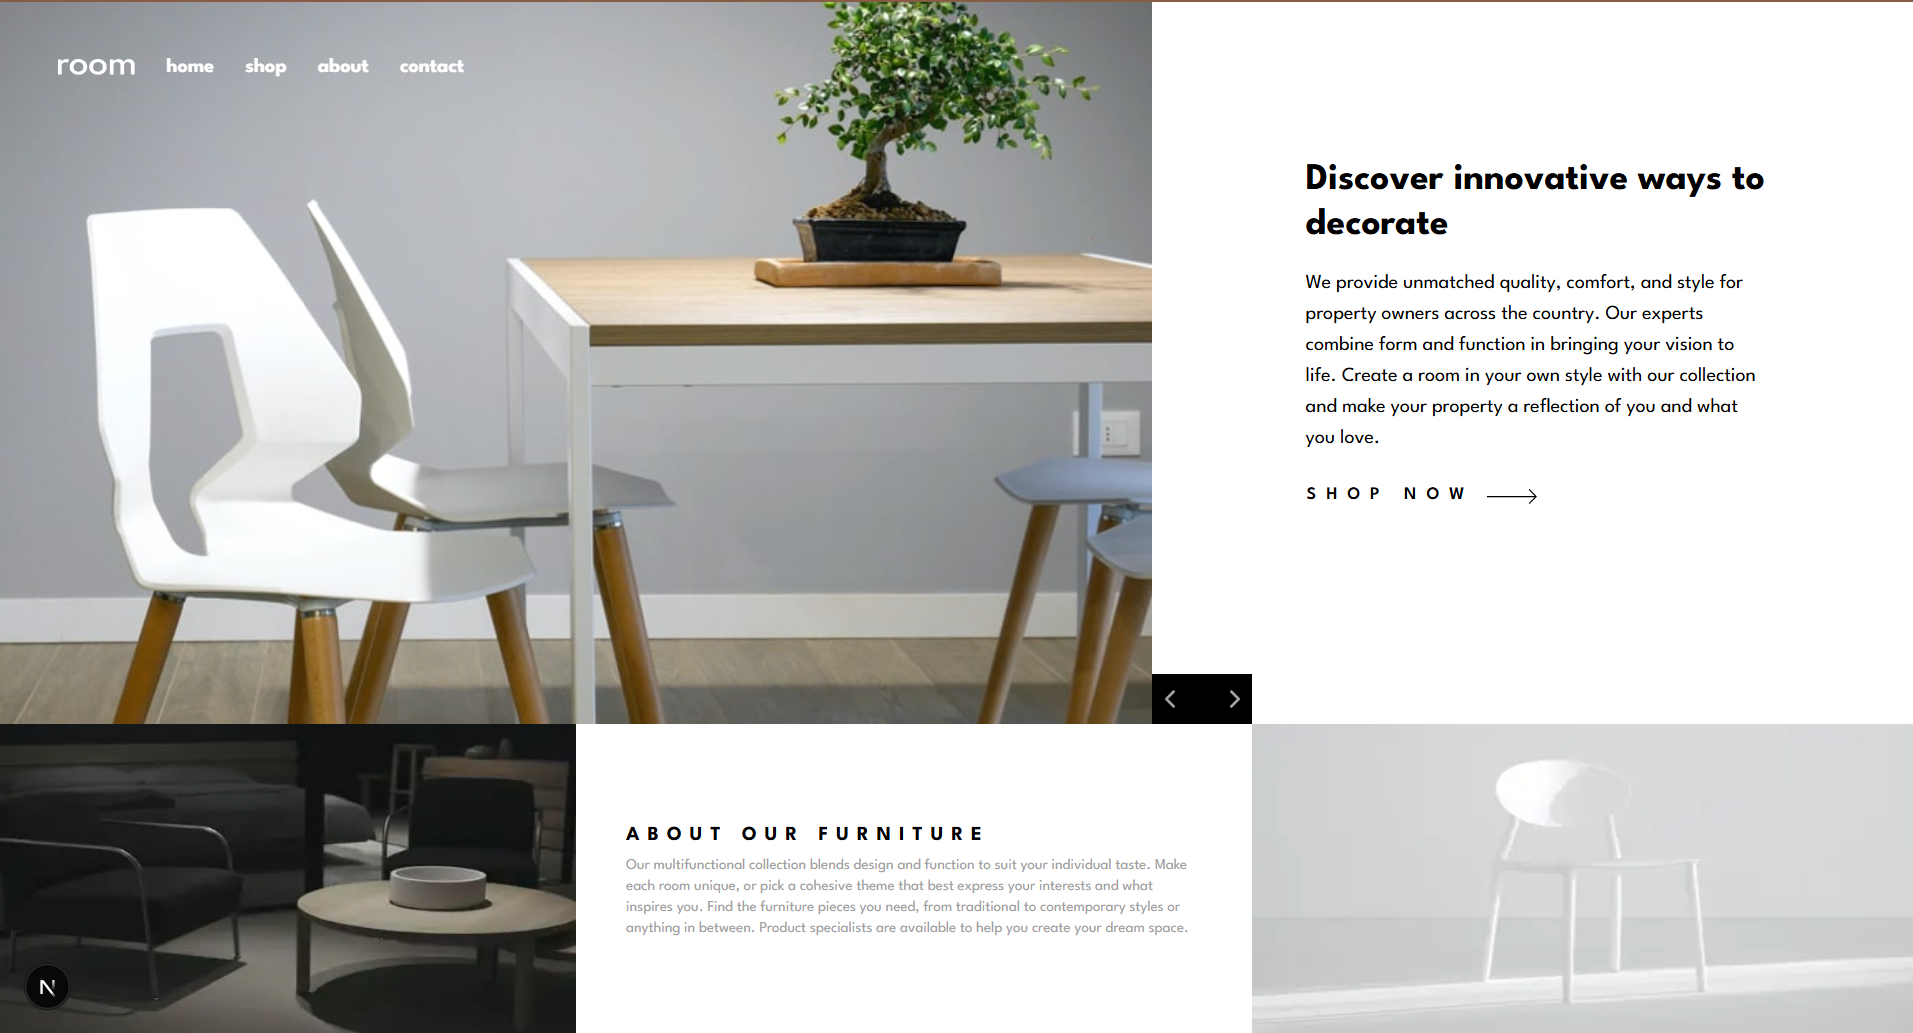 room home shop about contact
Discover innovative ways to
decorate
We provide unmatched quality, comfort, and style for
property owners across the country. Our experts
combine form and function in bringing your vision to
life. Create a room in your own style with our collection
and make your property a reflection of you and what
you love.
SHOP NOW
ABOUT OUR FURNITURE
Our multifunctional collection blends design and function to suit your individual taste. Make
each room unique, or pick a cohesive theme that best express your interests and what
inspires you. Find the furniture pieces you need, from traditional to contemporary styles or
anything in between. Product specialists are available to help you create your dream space.
N